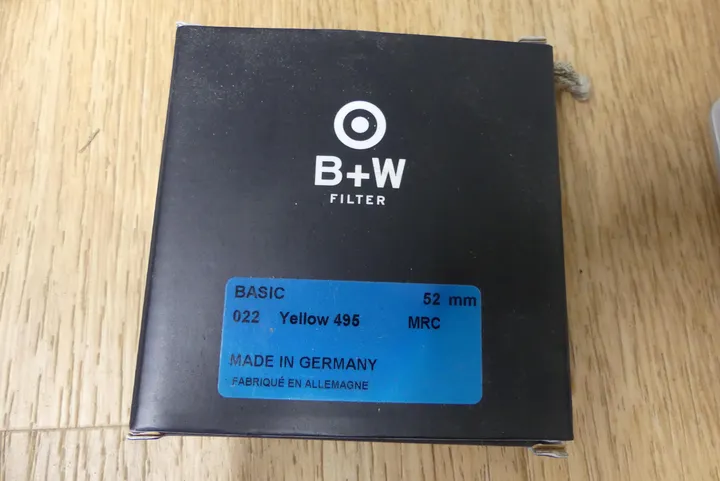 B+W
FILTER
BASIC 52 mm
022 Yellow 495 MRC
MADE IN GERMANY
FABRIQUÉ EN ALLEMAGNE